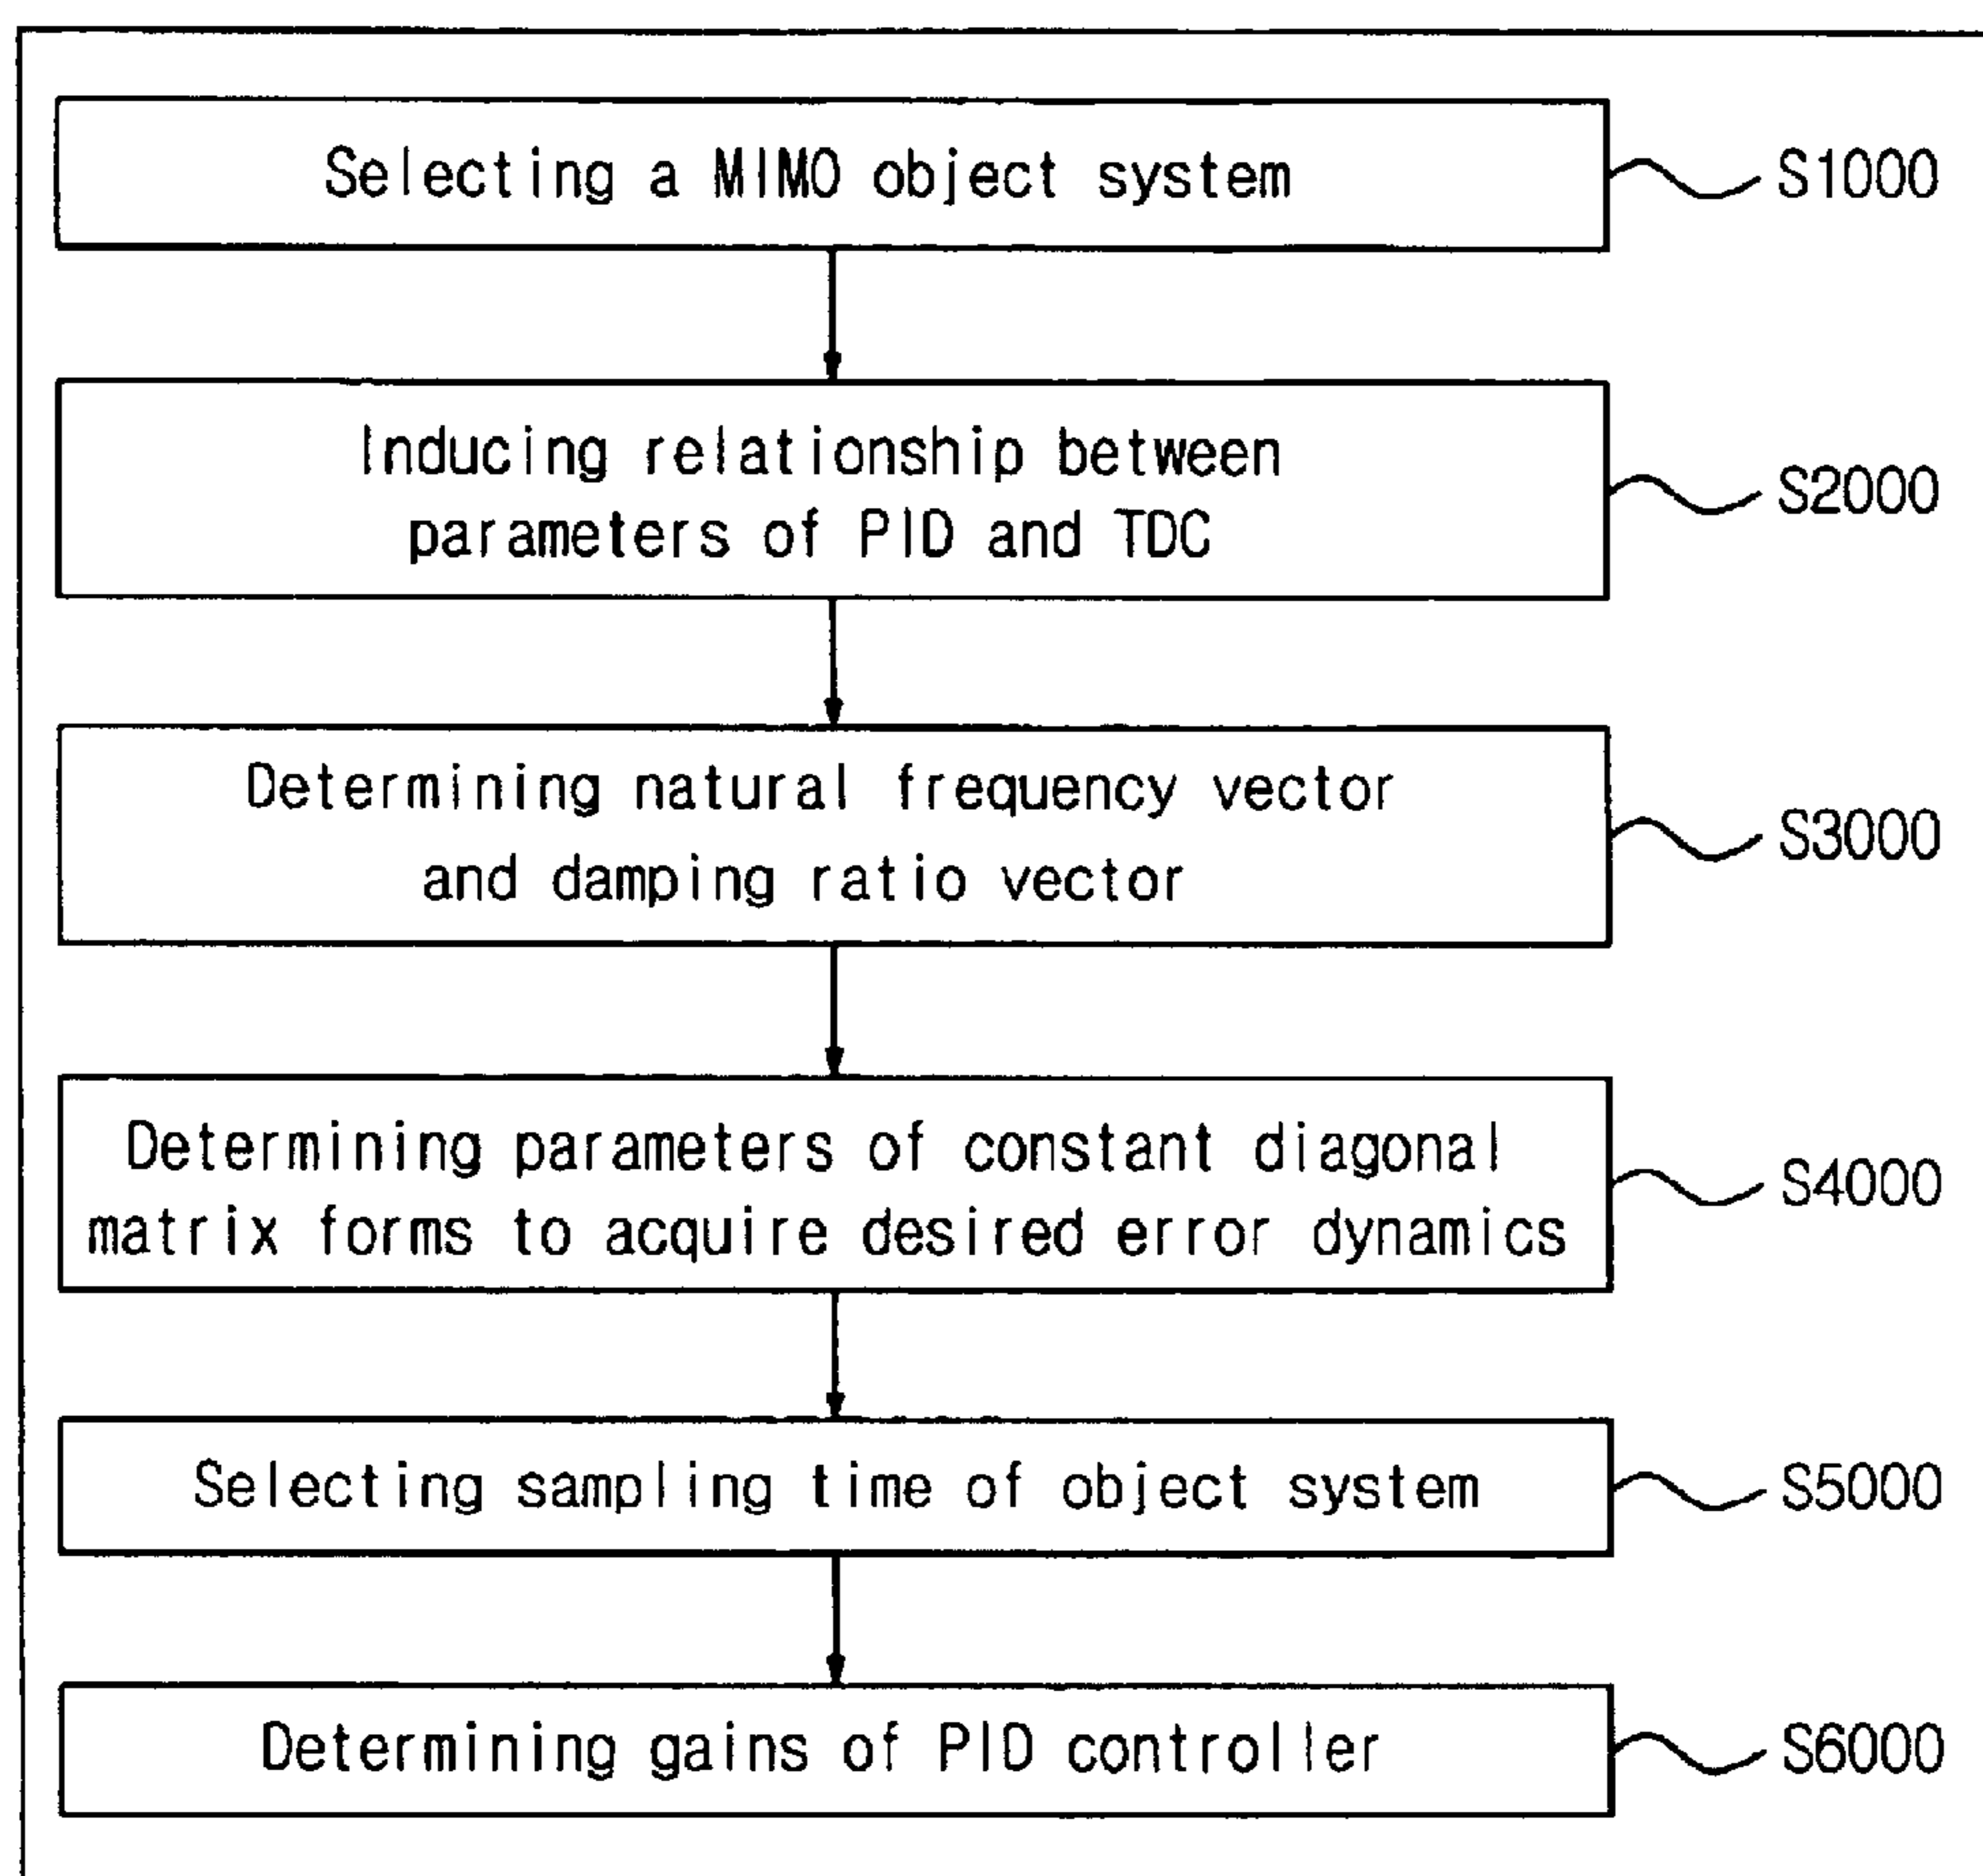 Selecting a MIMO object system
S1000
Inducing relationship between
parameters of PID and TDC
S2000
Determining natural frequency vector
and damping ratio vector
S3000
Determining parameters of constant diagonal
matrix forms to acquire desired error dynamics
S4000
Selecting sampling time of object system
S5000
Determining gains of PID controller
S6000